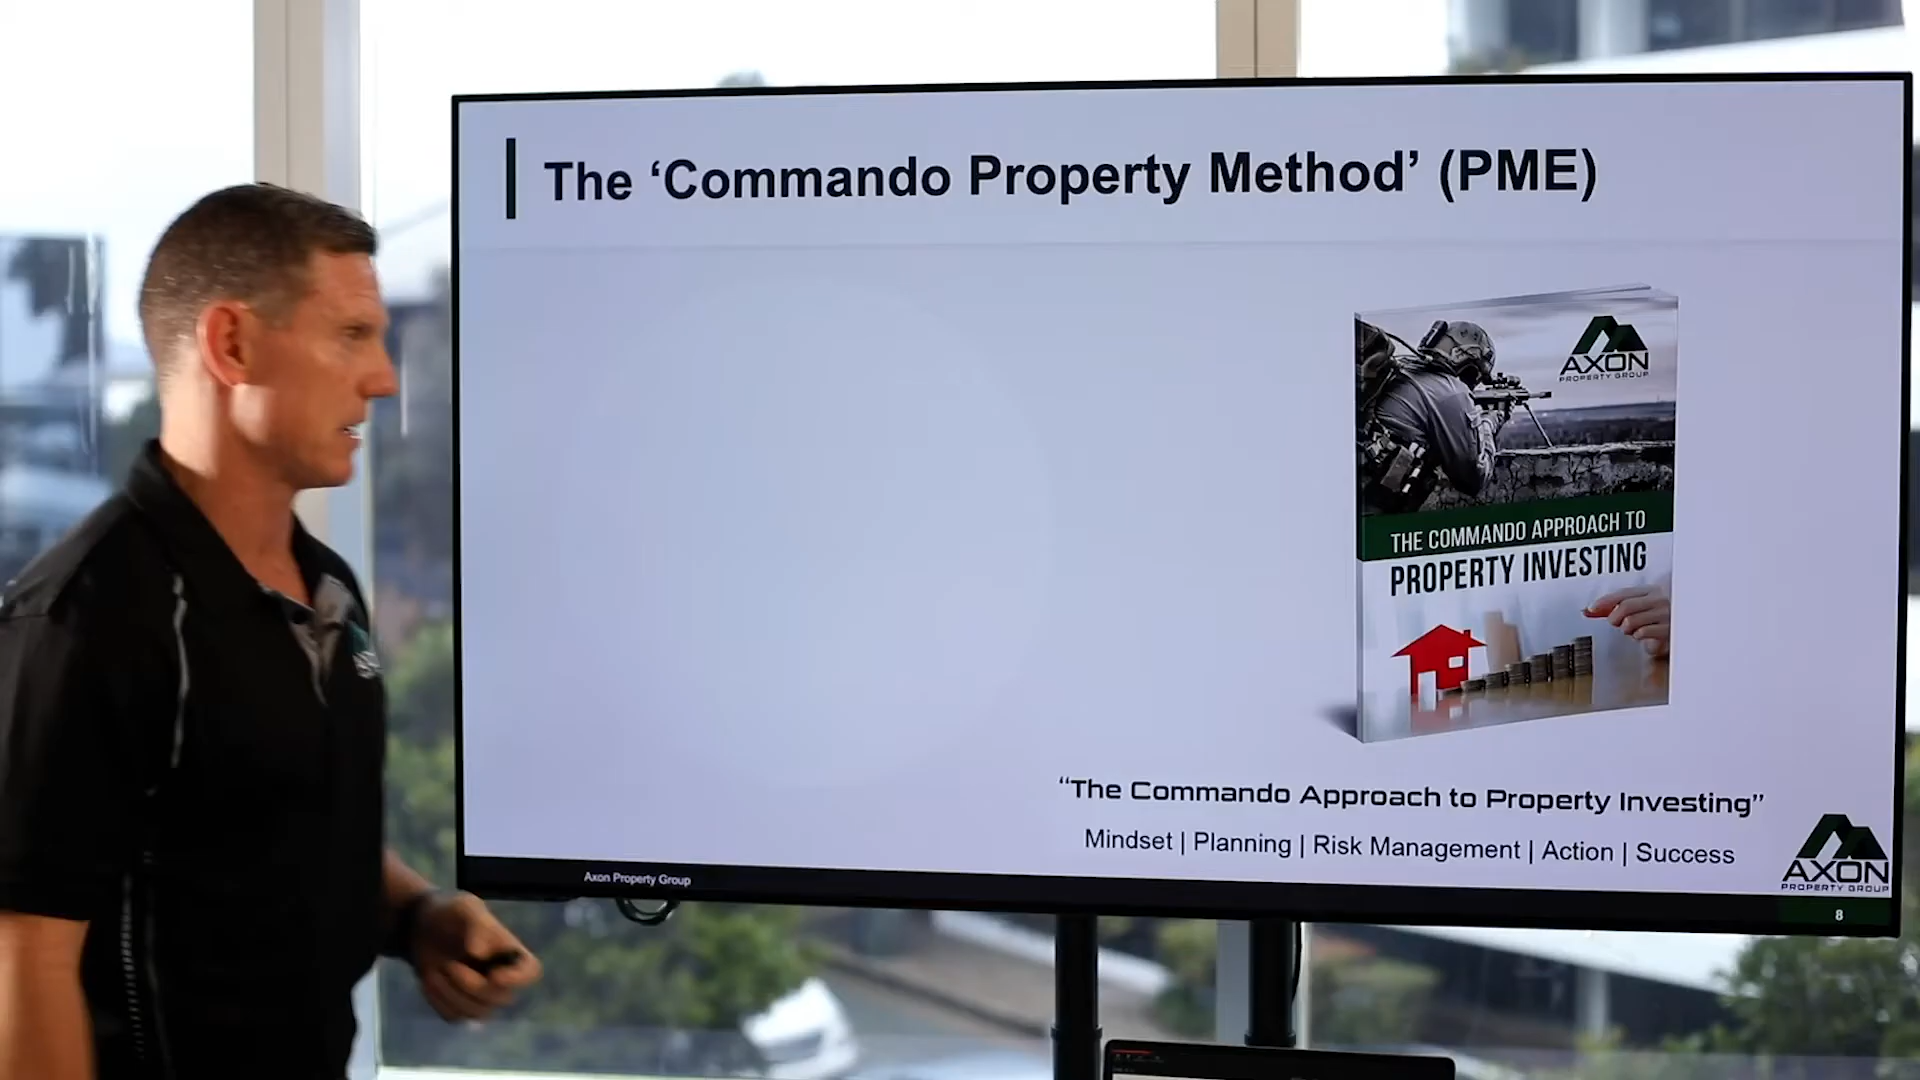 The ‘Commando Property Method’ (PME)
AXON
PROPERTY GROUP
THE COMMANDO APPROACH TO
PROPERTY INVESTING
“The Commando Approach to Property Investing”
Mindset | Planning | Risk Management | Action | Success
AXON
PROPERTY GROUP
Axon Property Group
8